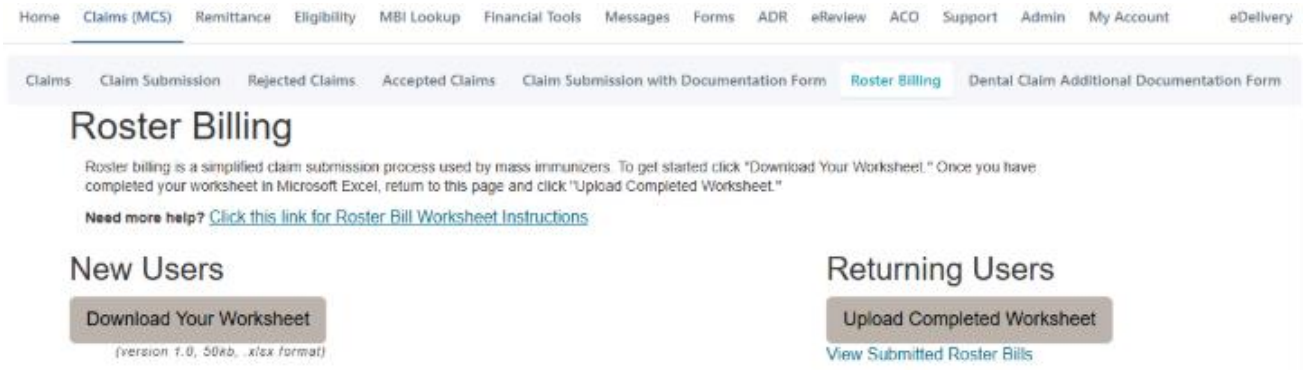 Home Claims (MCS) Remittance Eligibility MBI Lookup Financial Tools Messages Forms ADR eReview ACO Support Admin My Account eDelivery
Claims Claim Submission Rejected Claims Accepted Claims Claim Submission with Documentation Form Roster Billing Dental Claim Additional Documentation Form
Roster Billing
Roster billing is a simplified claim submission process used by mass immunizers. To get started click "Download Your Worksheet." Once you have
completed your worksheet in Microsoft Excel, return to this page and click "Upload Completed Worksheet."
Need more help? Click this link for Roster Bill Worksheet Instructions
New Users
Download Your Worksheet
(version 1.0, 50kb, .xlsx format)
Returning Users
Upload Completed Worksheet
View Submitted Roster Bills